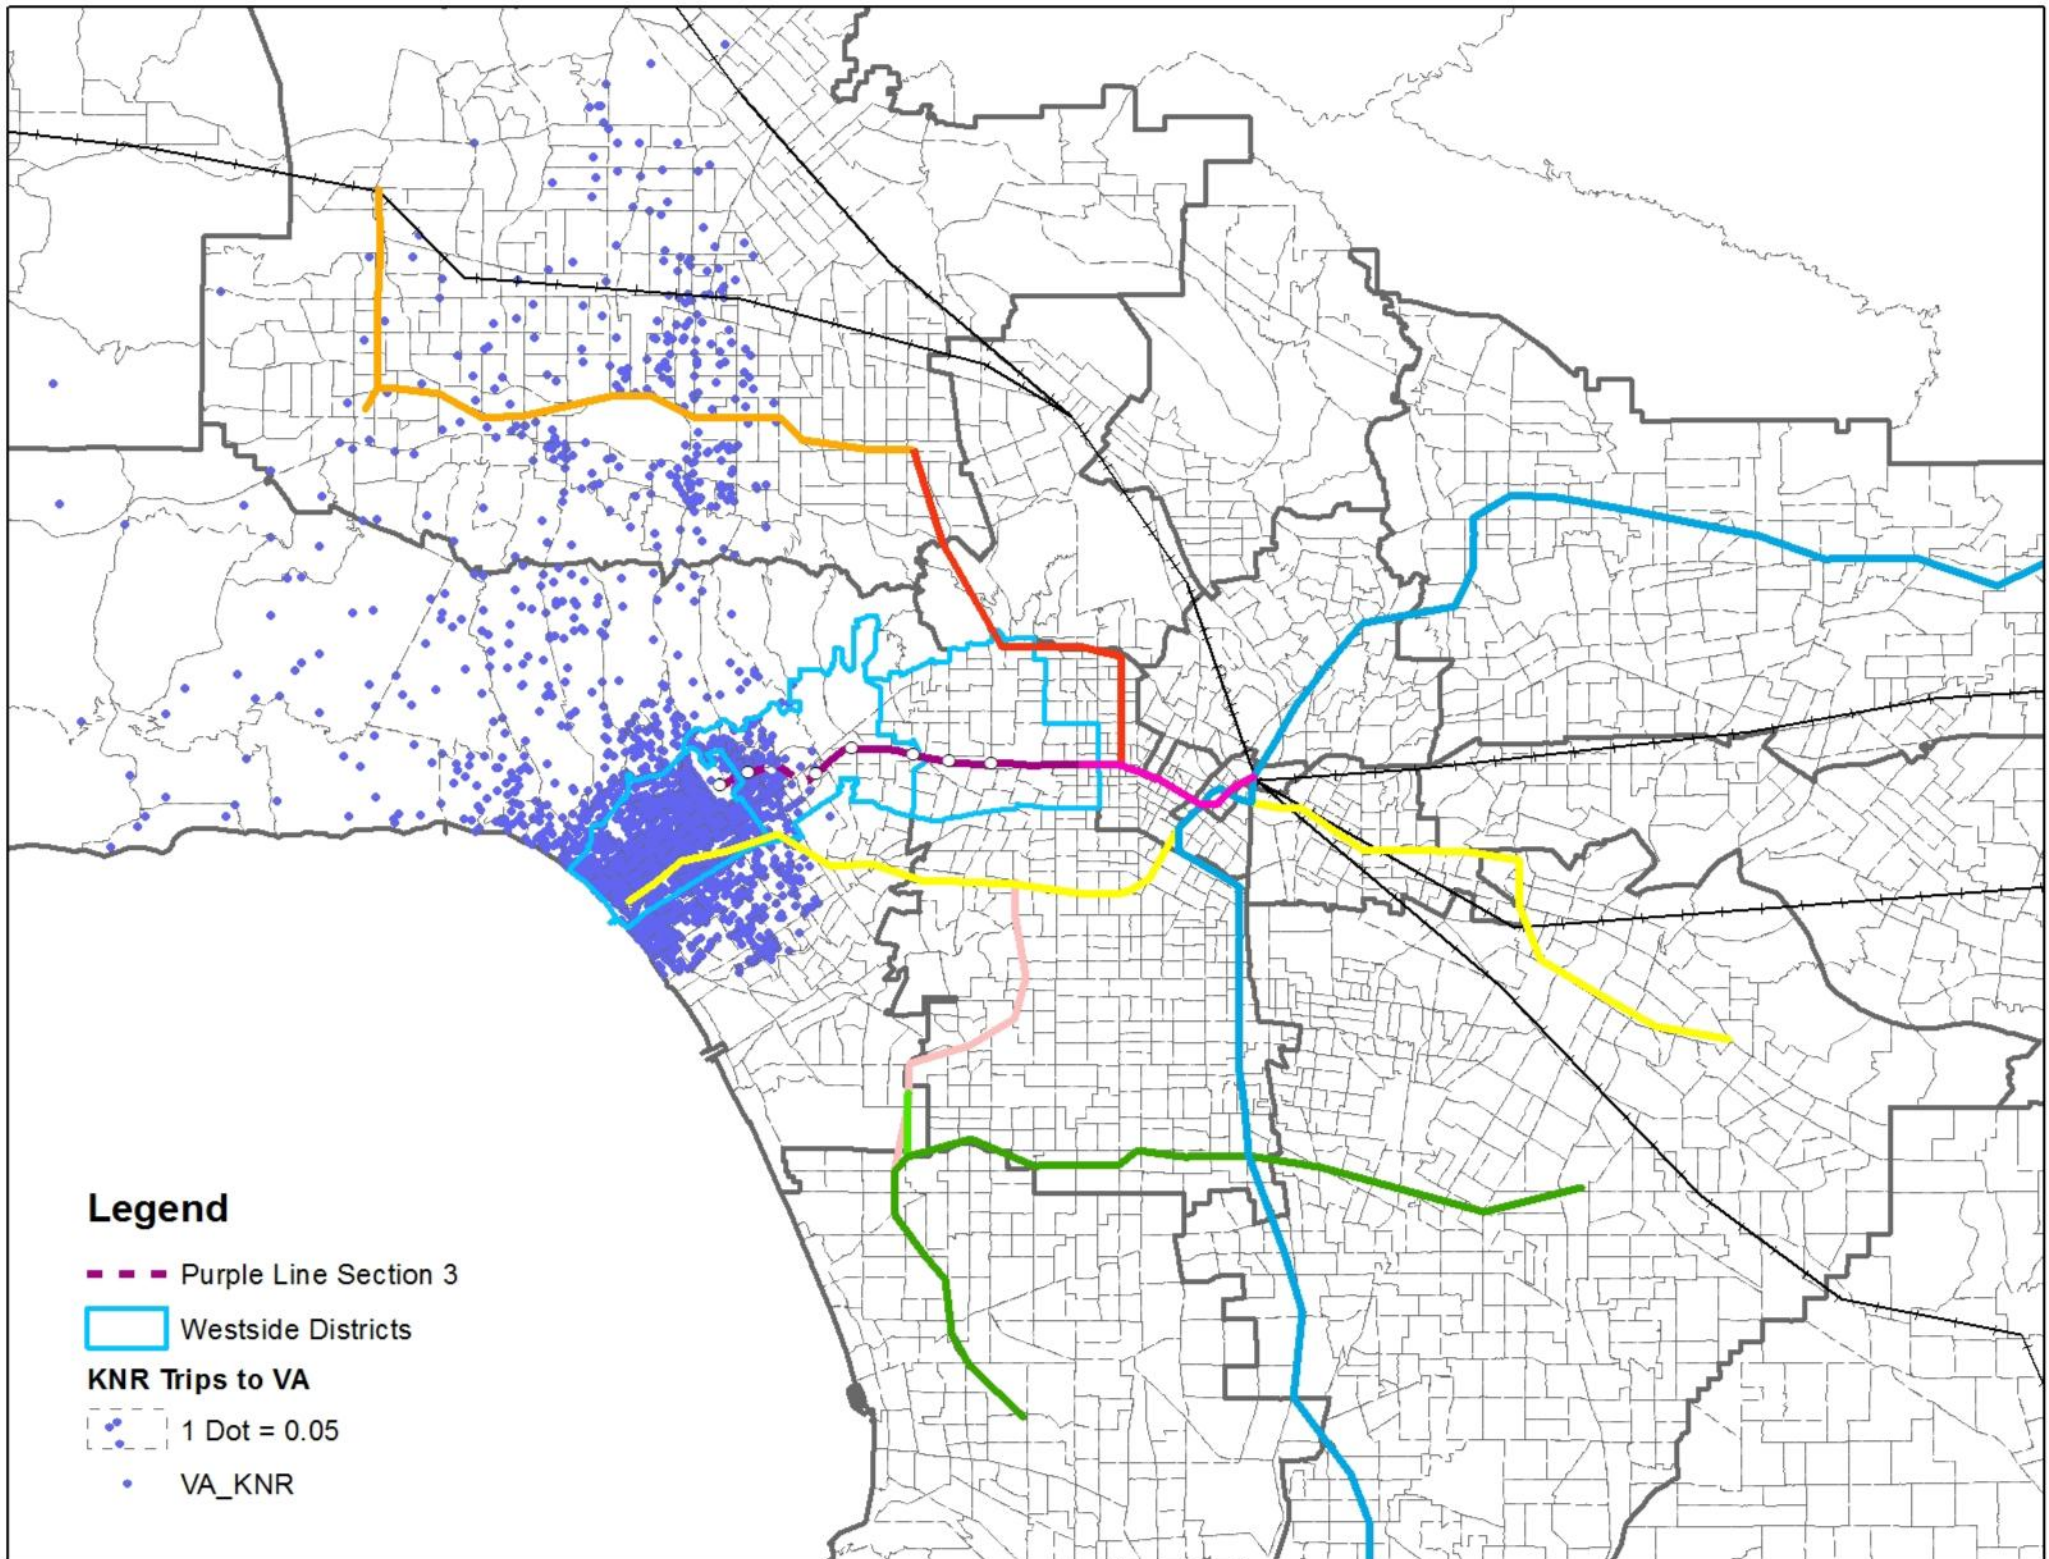 Legend
Purple Line Section 3
Westside Districts
KNR Trips to VA
1 Dot = 0.05
VA_KNR